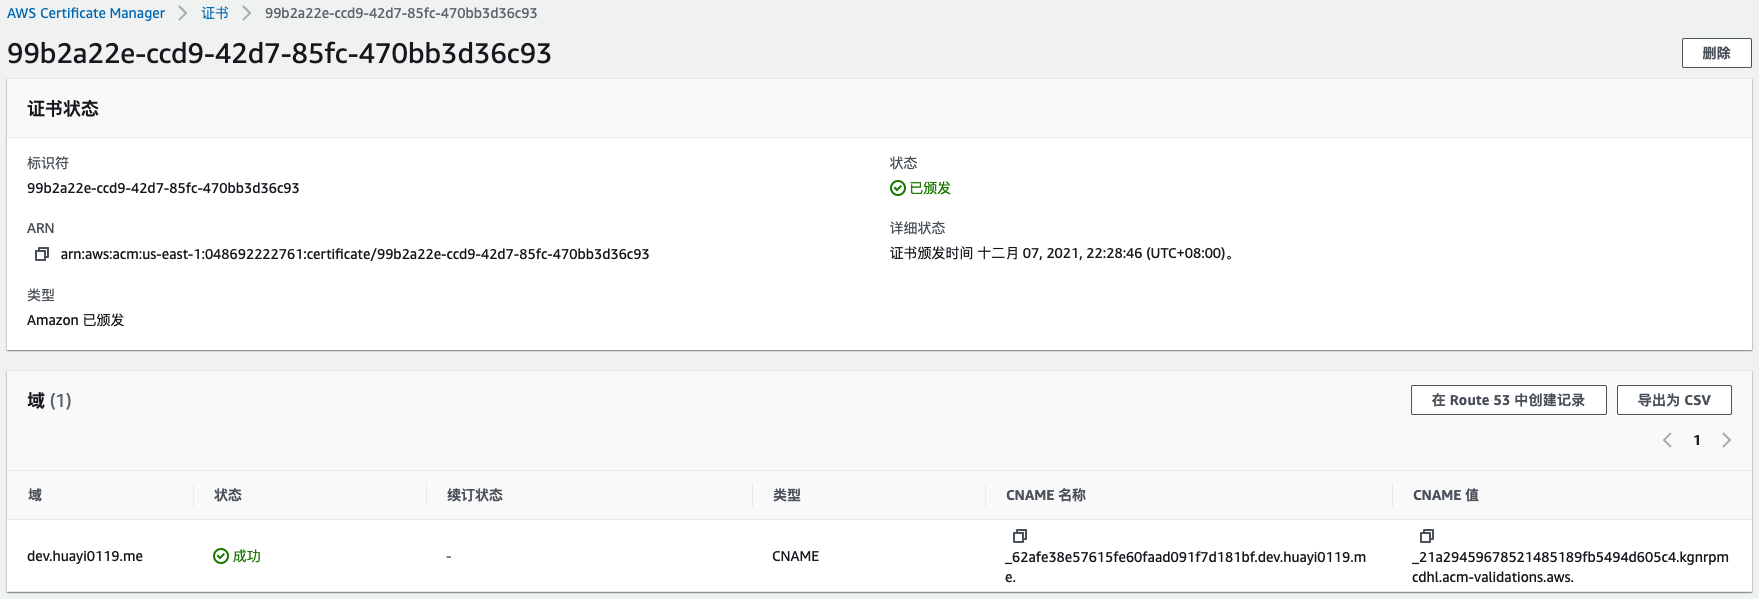 AWS Certificate Manager > 证书 > 99b2a22e-ccd9-42d7-85fc-470bb3d36c93
99b2a22e-ccd9-42d7-85fc-470bb3d36c93
删除
证书状态
标识符
99b2a22e-ccd9-42d7-85fc-470bb3d36c93
状态
已颁发
ARN
arn:aws:acm:us-east-1:048692222761:certificate/99b2a22e-ccd9-42d7-85fc-470bb3d36c93
详细状态
证书颁发时间 十二月 07, 2021, 22:28:46 (UTC+08:00)。
类型
Amazon 已颁发
域 (1)
在 Route 53 中创建记录
导出为 CSV
1
域 状态 续订状态 类型 CNAME 名称 CNAME 值
dev.huayi0119.me
成功
-
CNAME
_62afe38e57615fe60faad091f7d181bf.dev.huayi0119.m
e.
_21a29459678521485189fb5494d605c4.kgnrpm
cdhl.acm-validations.aws.